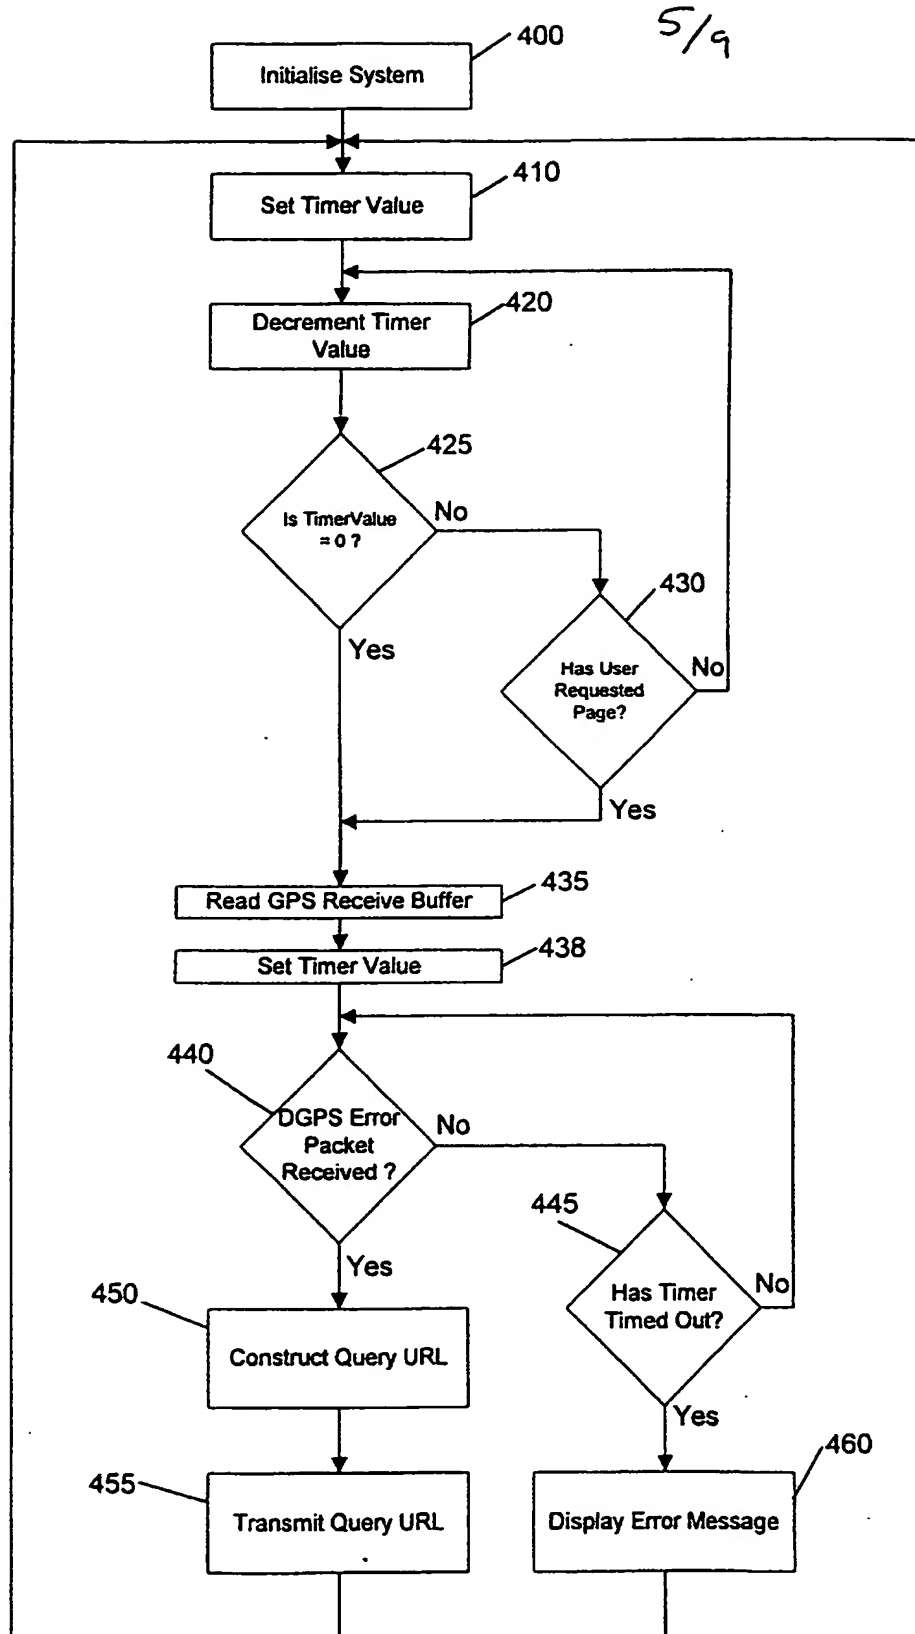 5/9
400
Initialise System
410
Set Timer Value
420
Decrement Timer
Value
425
Is TimerValue
= 0 ?
No
430
Has User
Requested
Page?
No
Yes
Yes
435
Read GPS Receive Buffer
438
Set Timer Value
440
DGPS Error
Packet
Received ?
No
445
Has Timer
Timed Out?
No
Yes
450
Construct Query URL
Yes
460
455
Transmit Query URL
Display Error Message